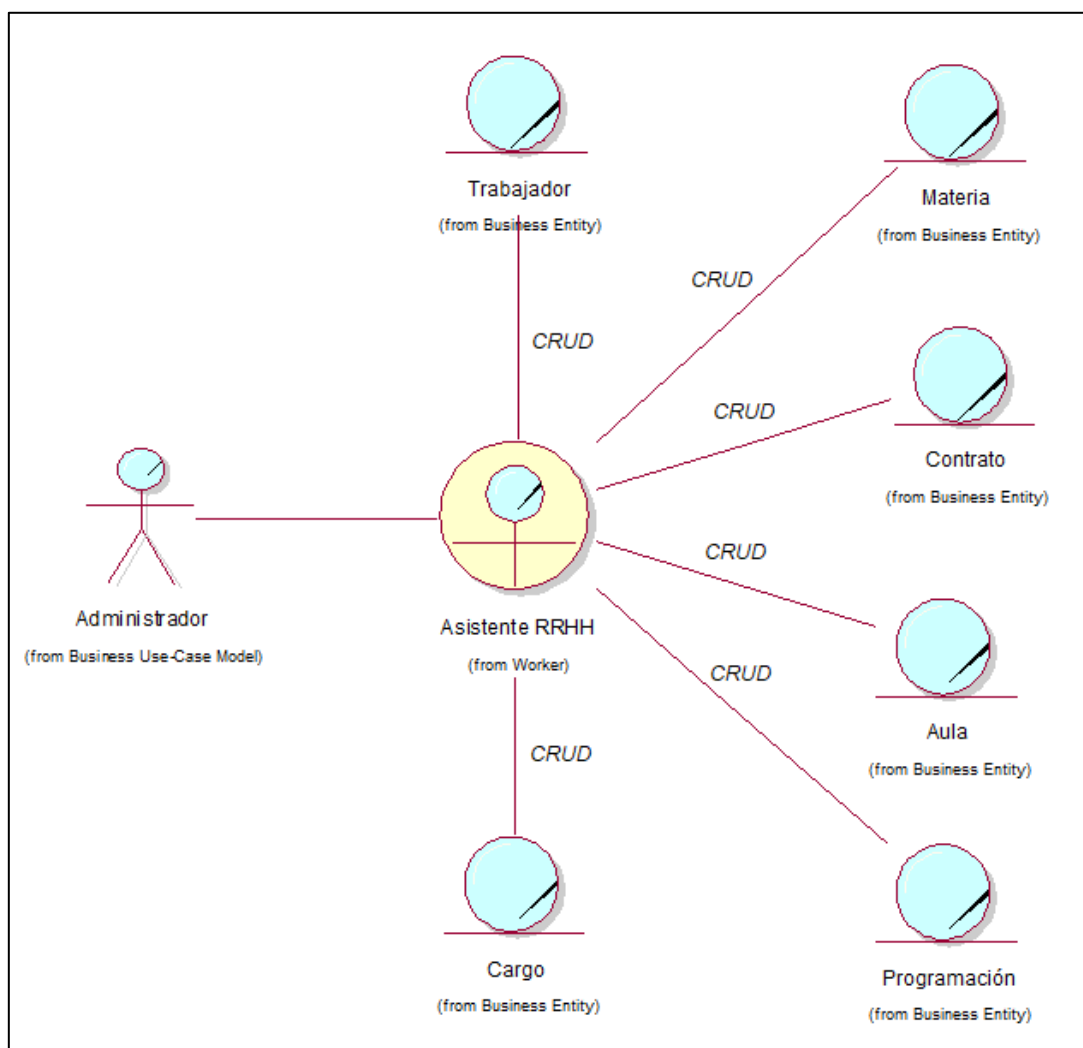 Trabajador
(from Business Entity)
Materia
(from Business Entity)
CRUD
CRUD
CRUD
Contrato
(from Business Entity)
Administrador
(from Business Use-Case Model)
Asistente RRHH
(from Worker)
CRUD
CRUD
Aula
(from Business Entity)
CRUD
Cargo
(from Business Entity)
Programación
(from Business Entity)